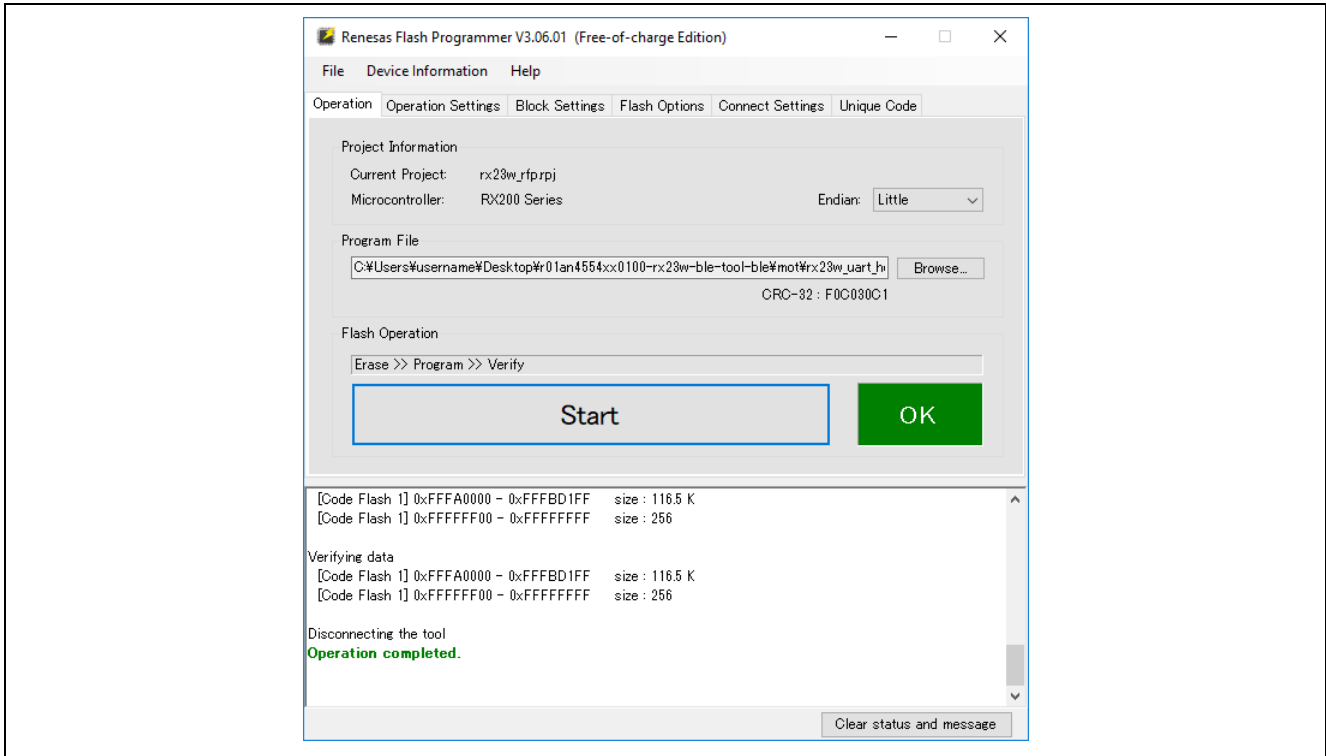 Renesas Flash Programmer V3.06.01 (Free-of-charge Edition)
File Device Information Help
Operation Operation Settings Block Settings Flash Options Connect Settings Unique Code
Project Information
Current Project: rx23w_rfp.rpj
Microcontroller: RX200 Series Endian: Little
Program File
C:¥Users¥username¥Desktop¥r01an4554xx0100-rx23w-ble-tool-ble¥mot¥rx23w_uart_h Browse...
CRC-32 : F0C030C1
Flash Operation
Erase >> Program >> Verify
Start OK
[Code Flash 1] 0xFFFA0000 - 0xFFFBD1FF size : 116.5 K
[Code Flash 1] 0xFFFFFF00 - 0xFFFFFFFF size : 256
Verifying data
[Code Flash 1] 0xFFFA0000 - 0xFFFBD1FF size : 116.5 K
[Code Flash 1] 0xFFFFFF00 - 0xFFFFFFFF size : 256
Disconnecting the tool
Operation completed.
Clear status and message